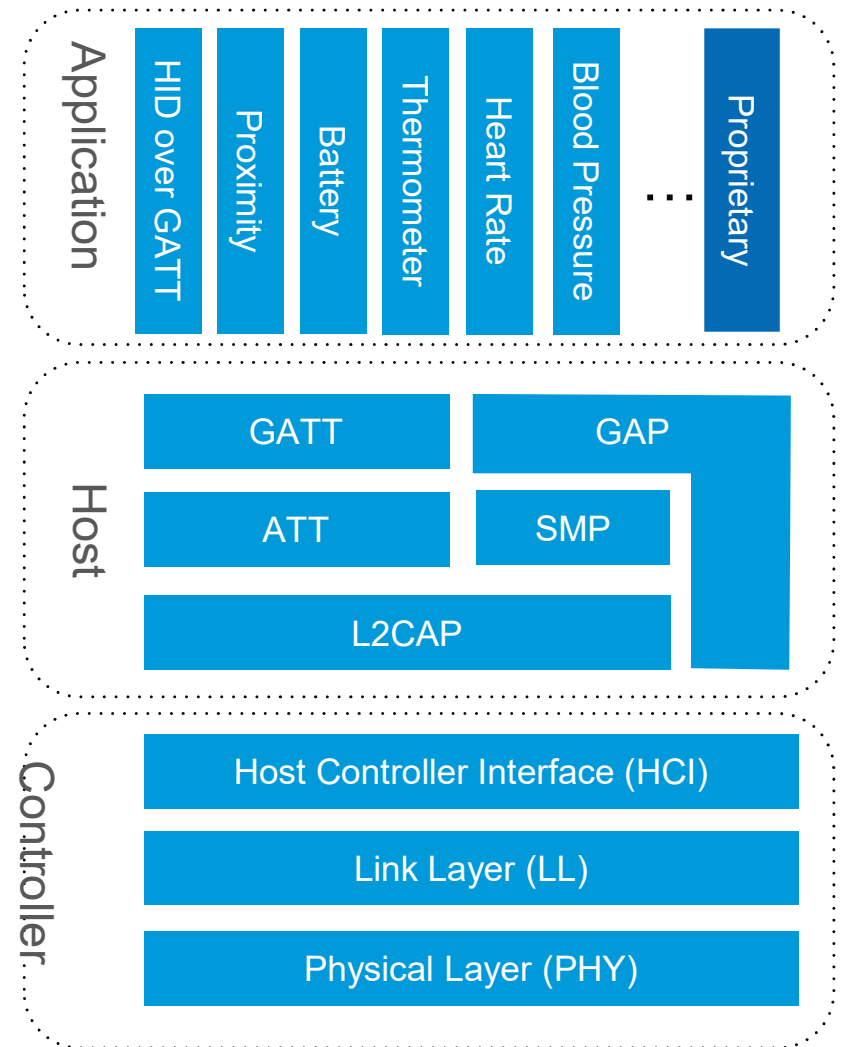 Application
HID over GATT
Proximity
Battery
Thermometer
Heart Rate
Blood Pressure
...
Proprietary
Host
GATT
GAP
ATT
SMP
L2CAP
Controller
Host Controller Interface (HCI)
Link Layer (LL)
Physical Layer (PHY)